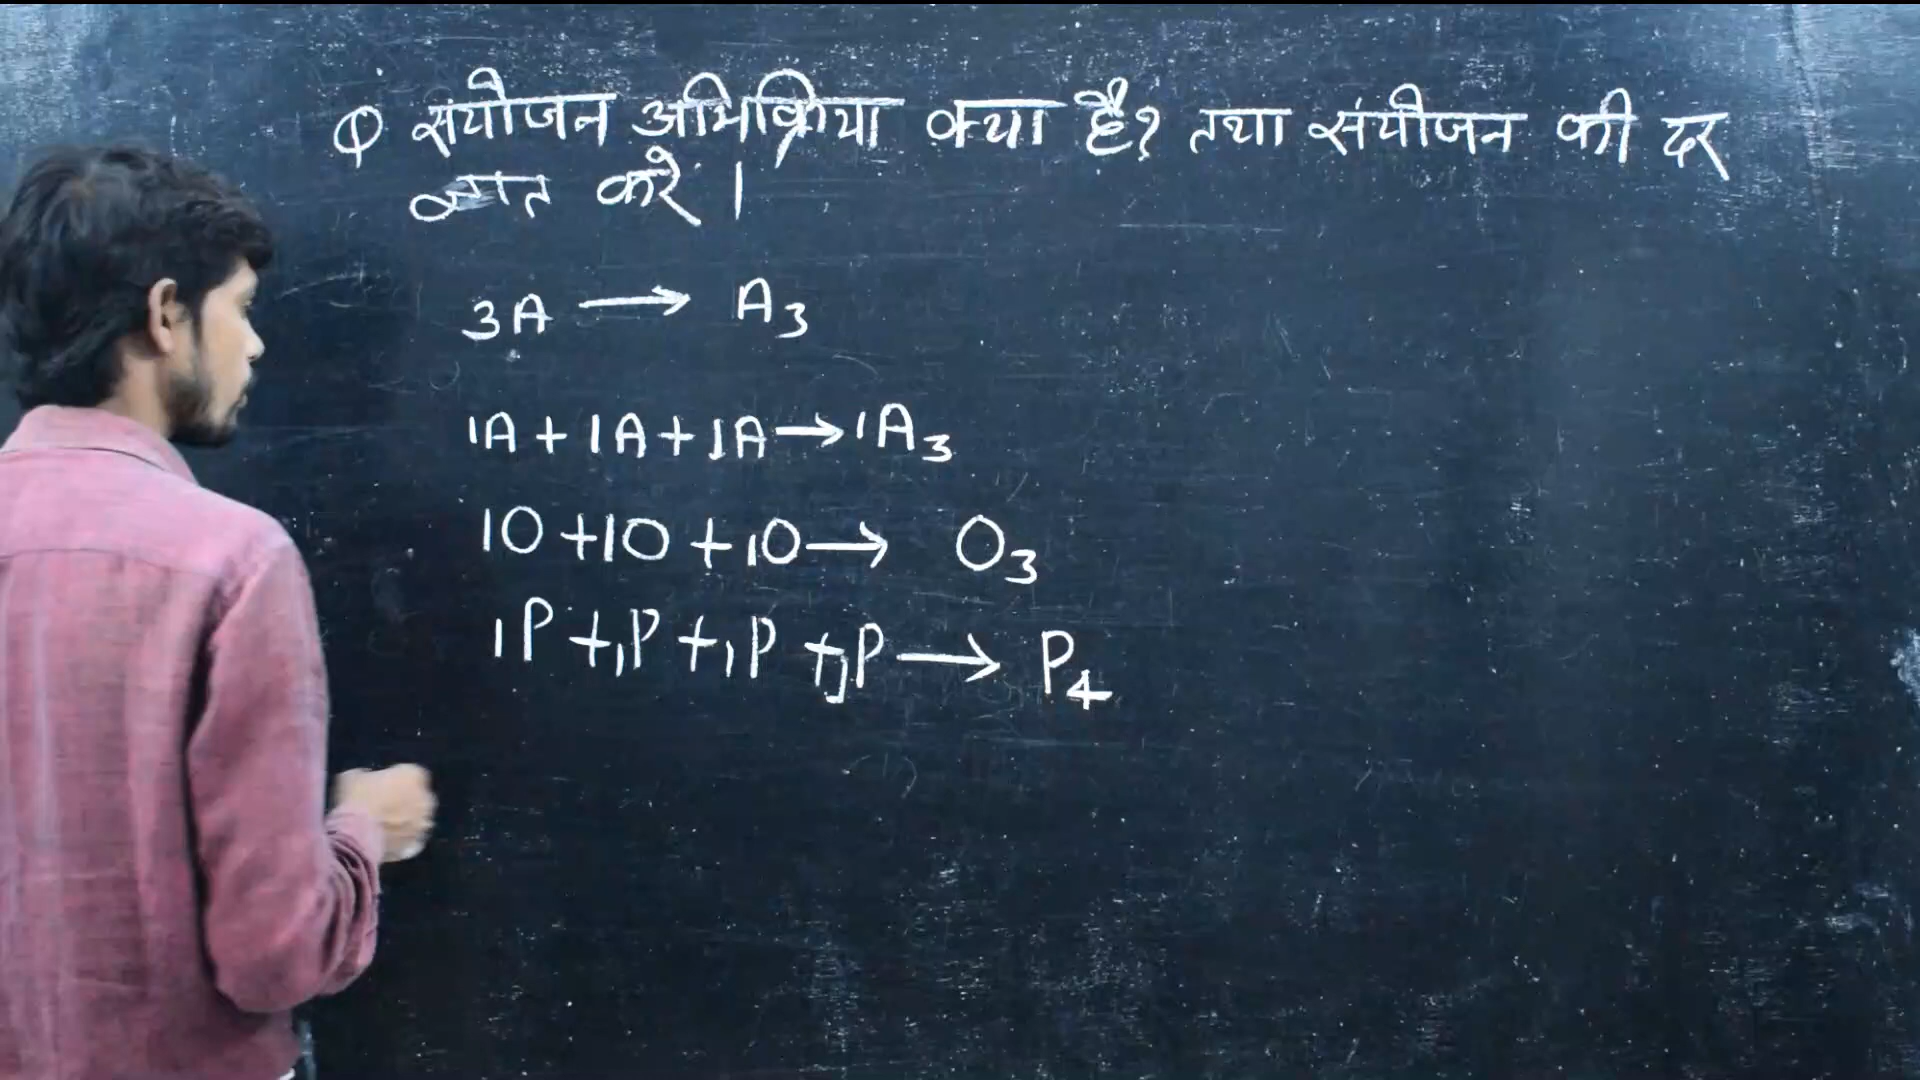 Q संयोजन अभिक्रिया क्या है? तथा संयोजन की दर
ज्ञात करें ।
3A → A₃
1A + 1A + 1A → 1A₃
1O + 1O + 1O → O₃
1P + 1P + 1P + 1P → P₄